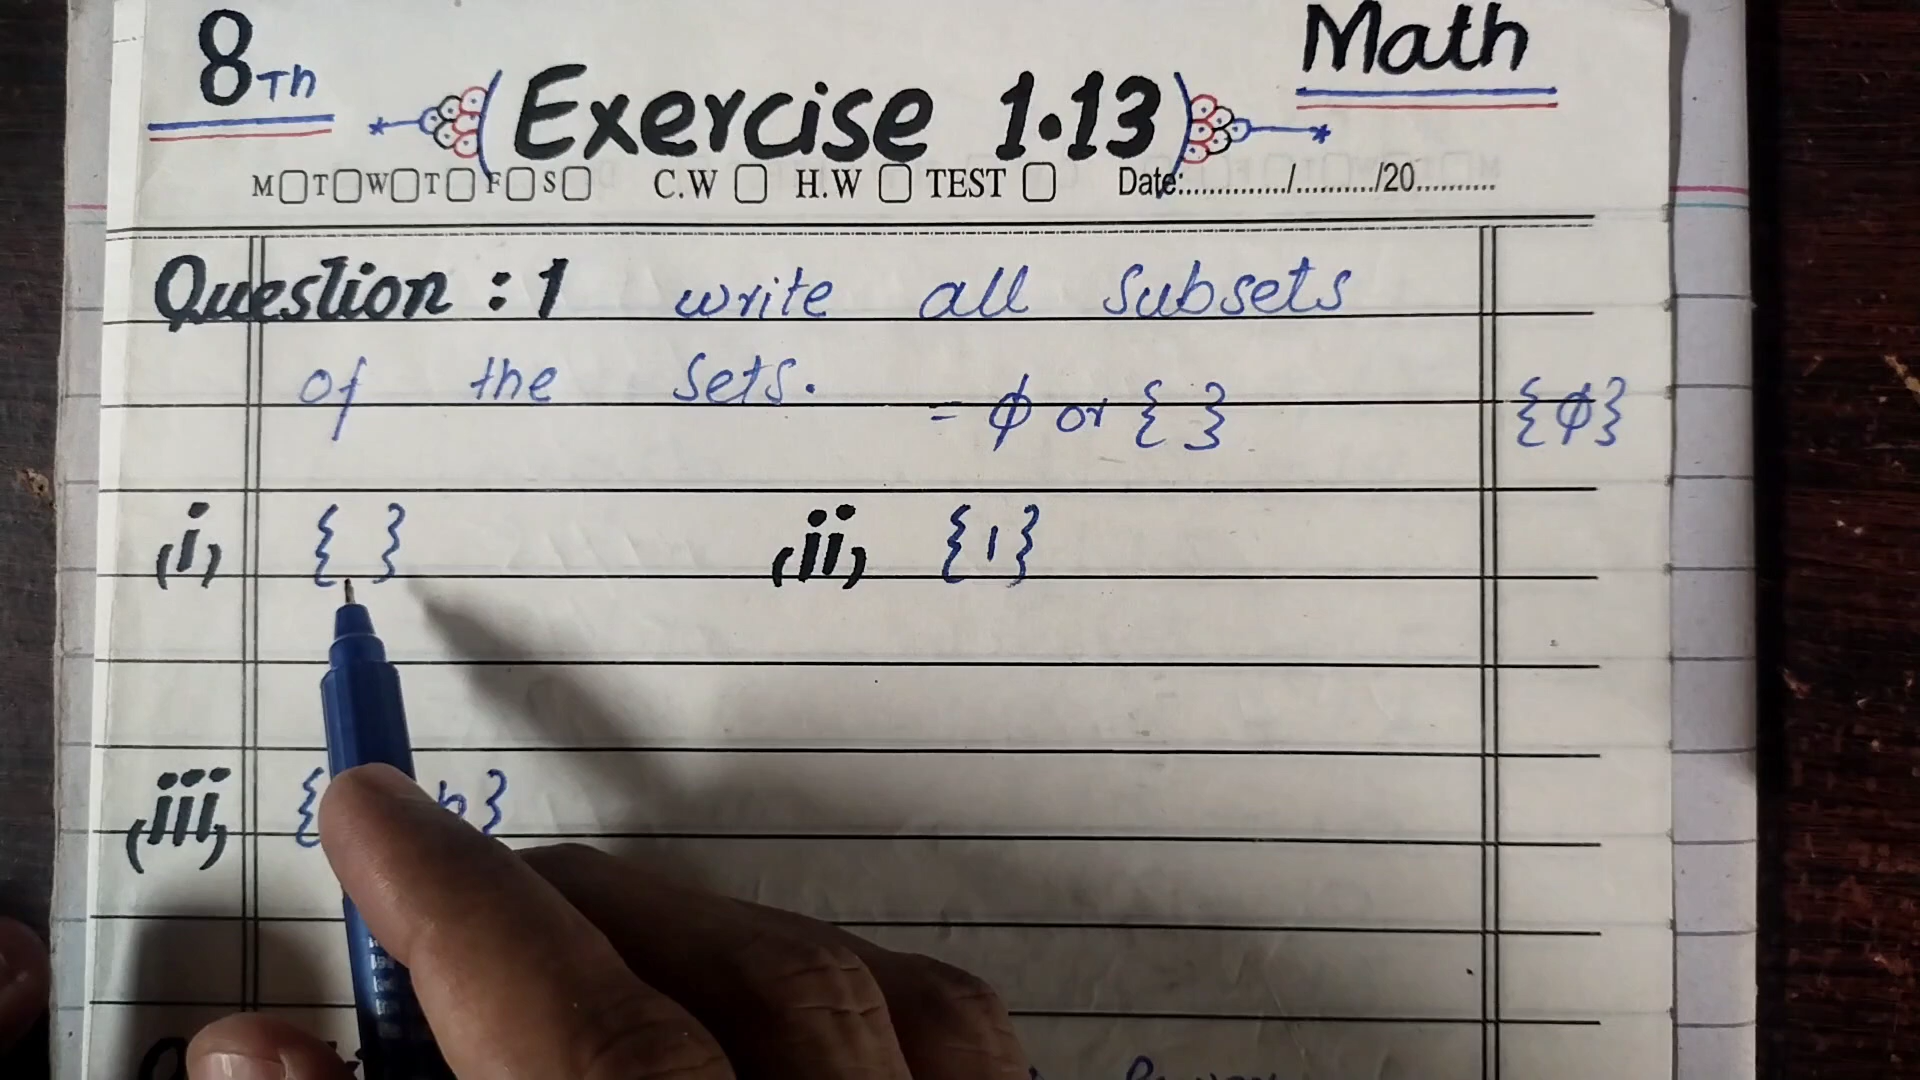 8Th Exercise 1.13 Math
M T W T F S C.W H.W TEST Date:............../........../20..........
Question : 1 write all subsets
of the sets. = ϕ or { } {ϕ}
(i) { } (ii) {1}
(iii)